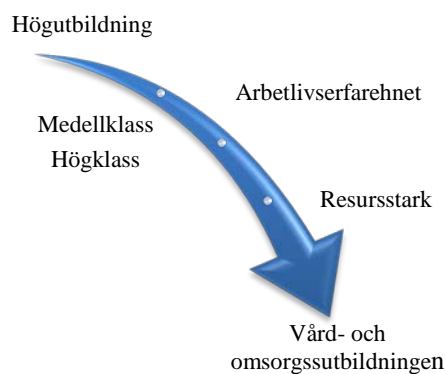 Högutbildning
Arbetlivserfarehnet
Medellklass
Högklass
Resursstark
Vård- och
omsorgssutbildningen